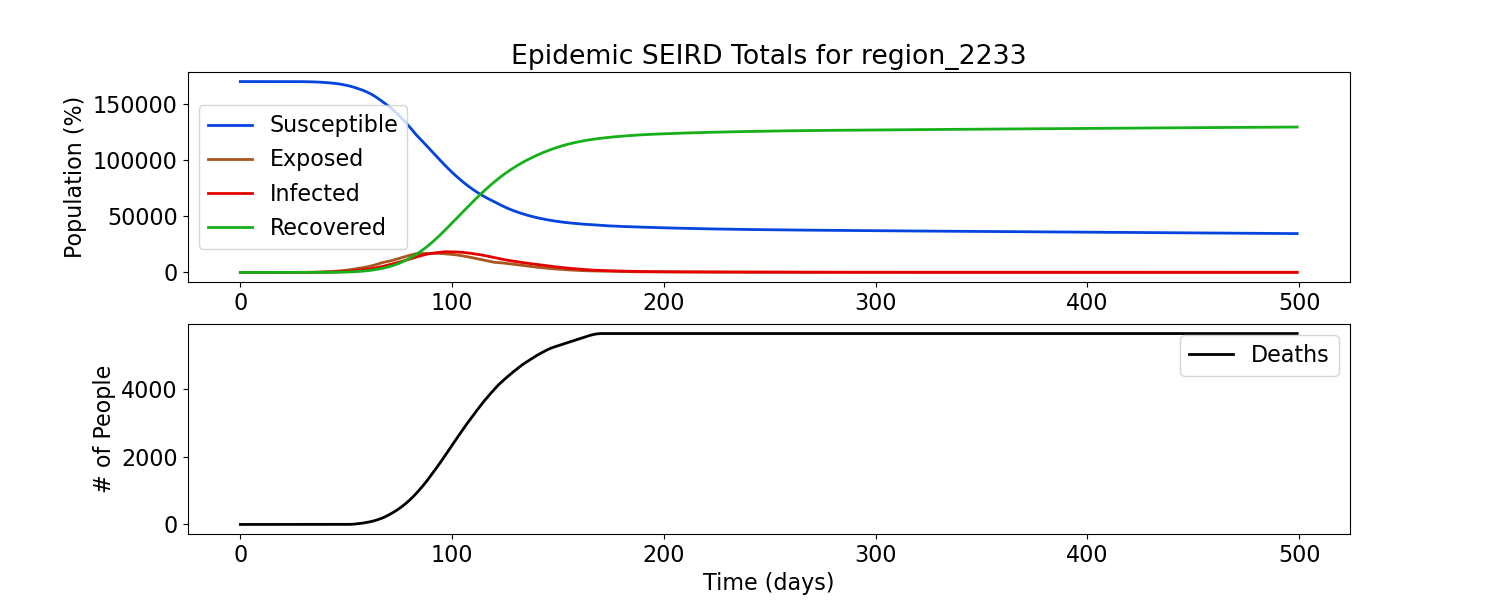 Epidemic SEIRD Totals for region_2233
Population (%)
150000
100000
50000
0
Susceptible
Exposed
Infected
Recovered
0 100 200 300 400 500
# of People
4000
2000
0
Deaths
0 100 200 300 400 500
Time (days)